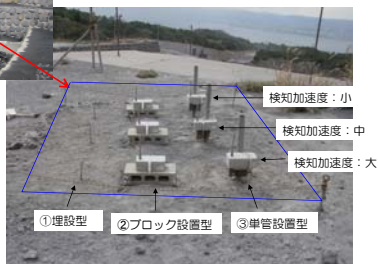 検知加速度：小
検知加速度：中
検知加速度：大
①埋設型
②ブロック設置型
③単管設置型